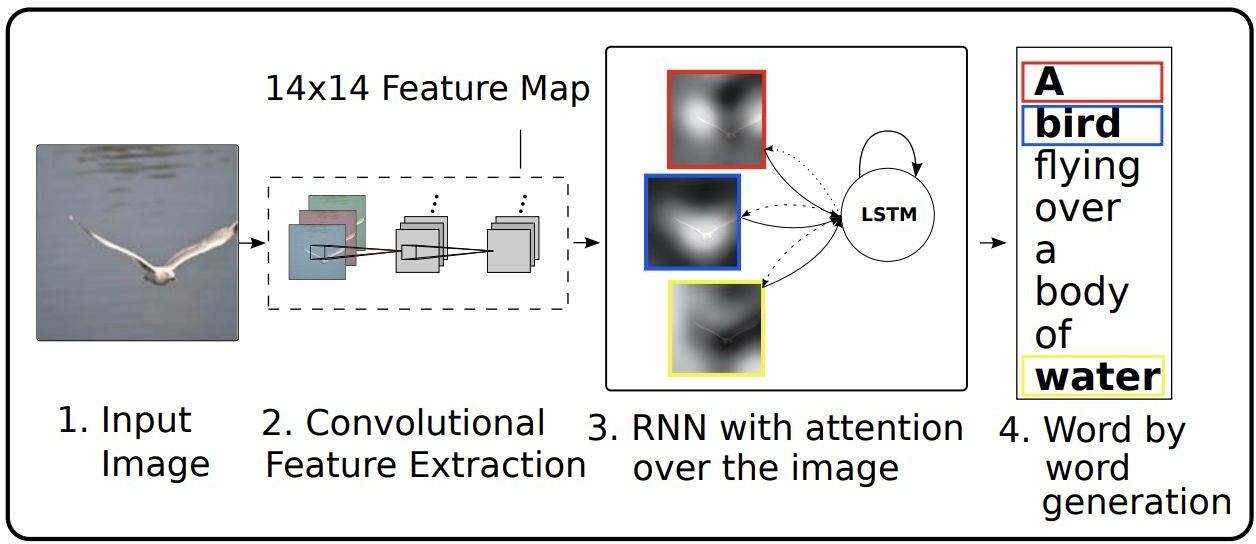 14x14 Feature Map
LSTM
A
bird
flying
over
a
body
of
water
1. Input
Image
2. Convolutional
Feature Extraction
3. RNN with attention
over the image
4. Word by
word
generation